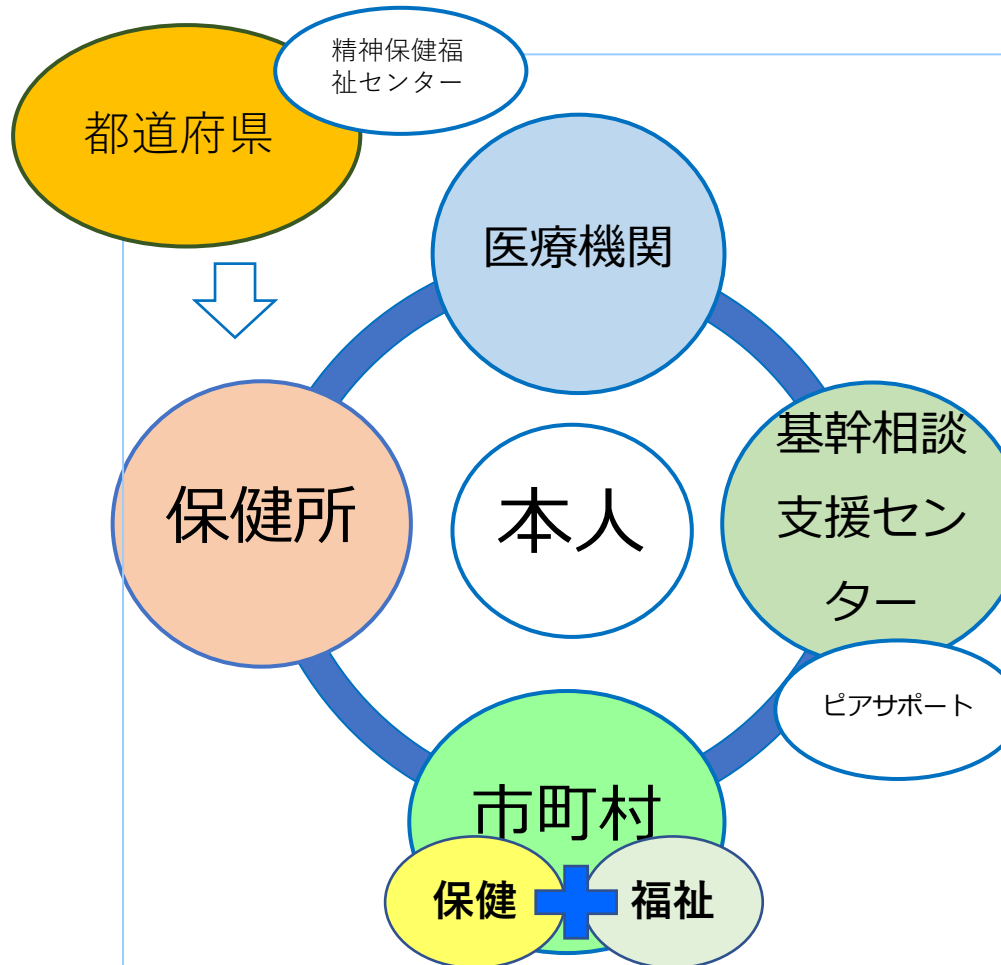 精神保健福
祉センター
都道府県
医療機関
基幹相談
支援セン
ター
保健所
本人
ピアサポート
市町村
保健
福祉